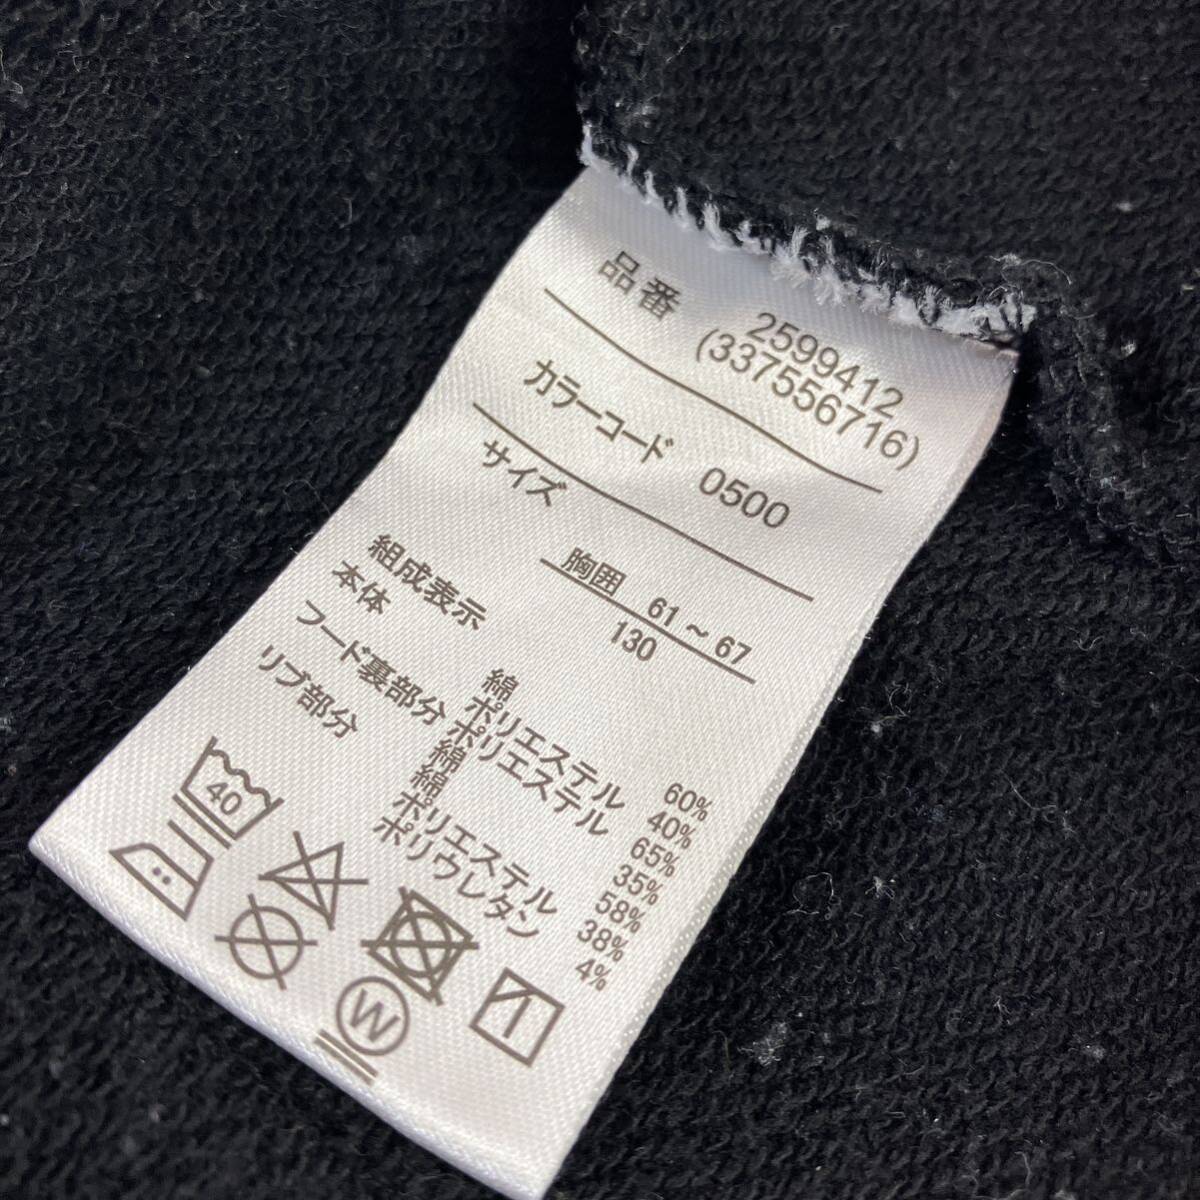 品番 2599412
(337556716)
カラーコード 0500
サイズ
胸囲 61～67
130
組成表示
本体 綿 60%
ポリエステル 40%
フード裏部分 ポリエステル 65%
綿 35%
リブ部分 綿 58%
ポリエステル 38%
ポリウレタン 4%
40
W